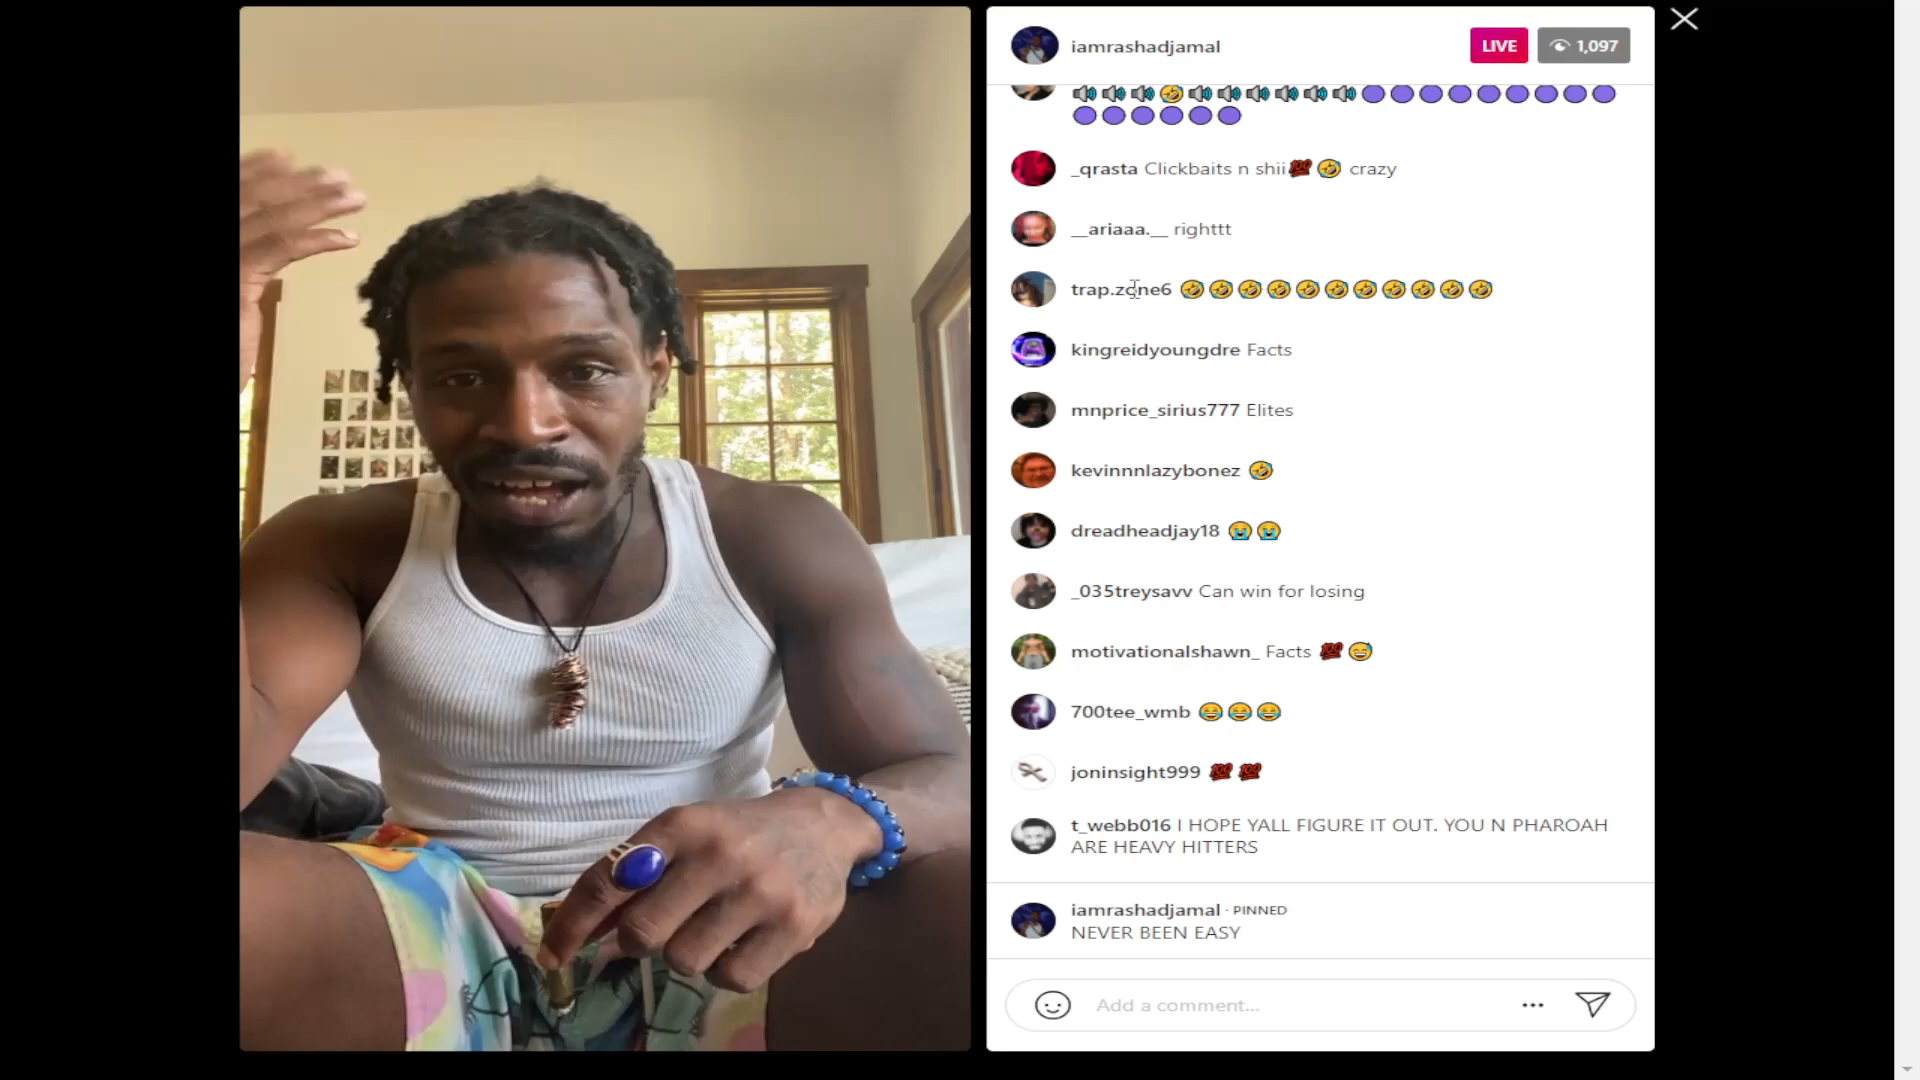 iamrashadjamal
LIVE
1,097
_qrasta Clickbaits n shii💯🤣 crazy
__ariaaa.__ righttt
trap.zone6 🤣🤣🤣🤣🤣🤣🤣🤣🤣🤣🤣
kingreidyoungdre Facts
mnprice_sirius777 Elites
kevinnnlazybonez 🤣
dreadheadjay18 😭😭
_035treysavv Can win for losing
motivationalshawn_ Facts 💯😅
700tee_wmb 😂😂😂
joninsight999 💯💯
t_webb016 I HOPE YALL FIGURE IT OUT. YOU N PHAROAH
ARE HEAVY HITTERS
iamrashadjamal · PINNED
NEVER BEEN EASY
Add a comment...